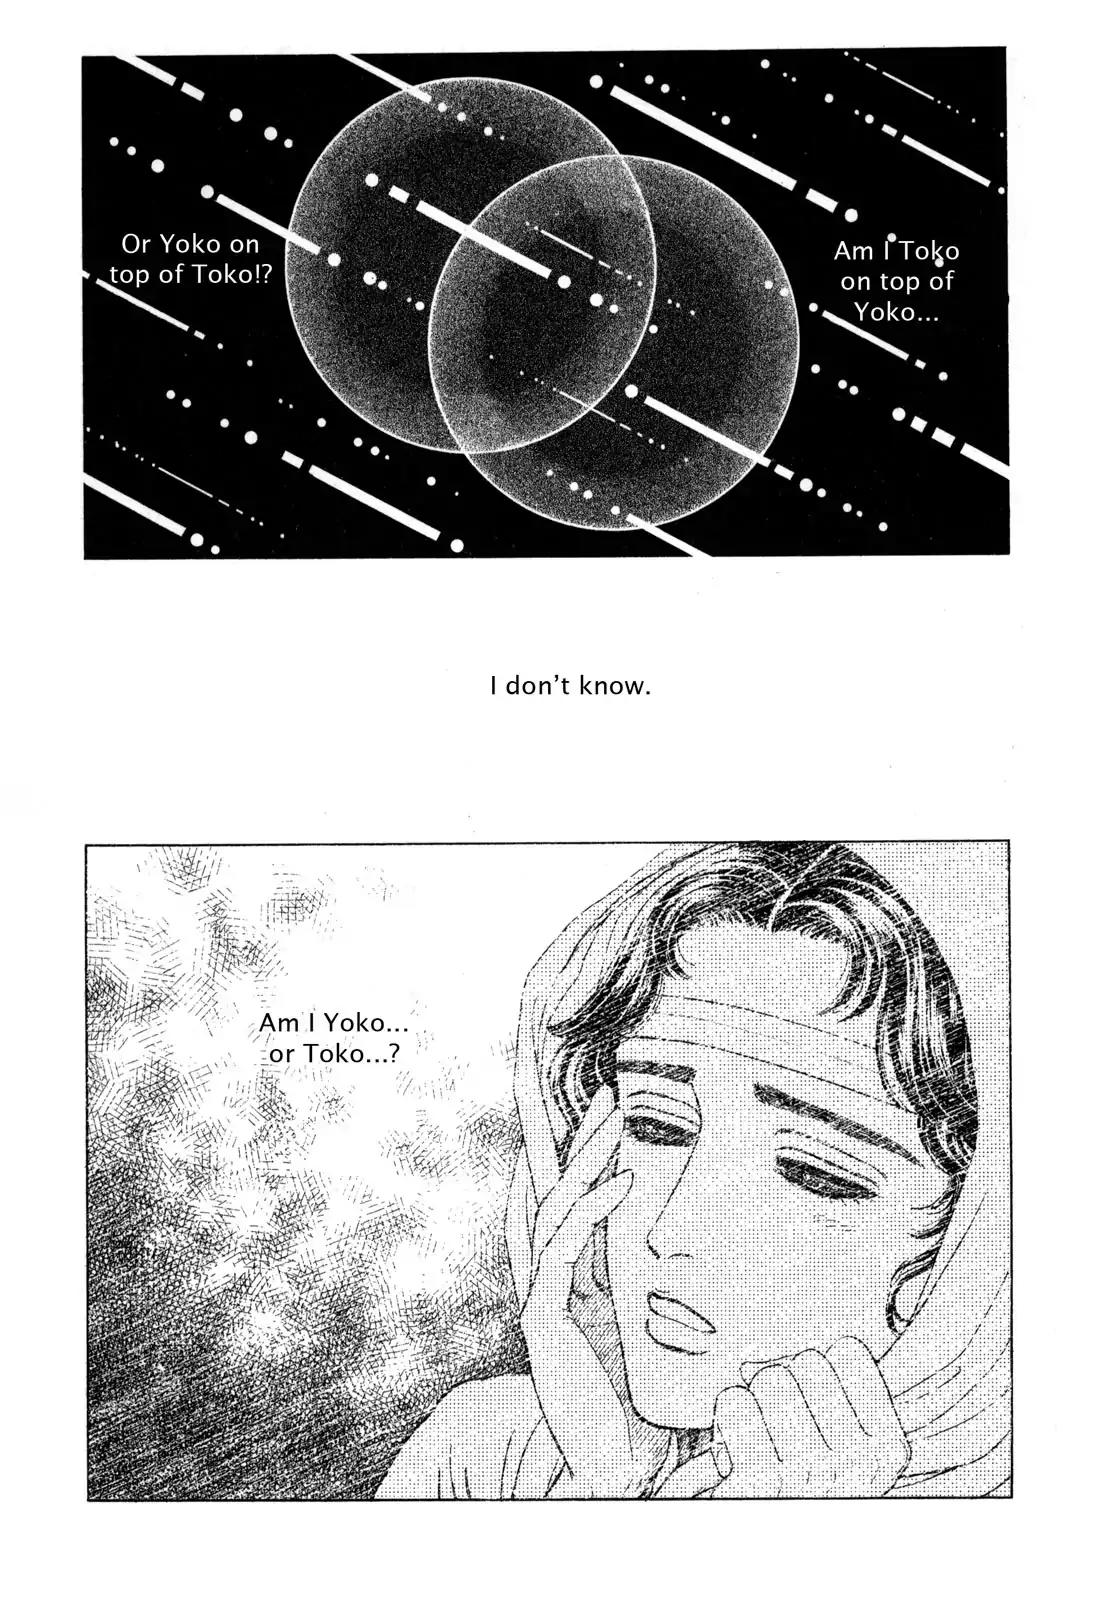 Am I Toko
on top of
Yoko...
Or Yoko on
top of Toko!?
I don't know.
Am I Yoko...
or Toko...?